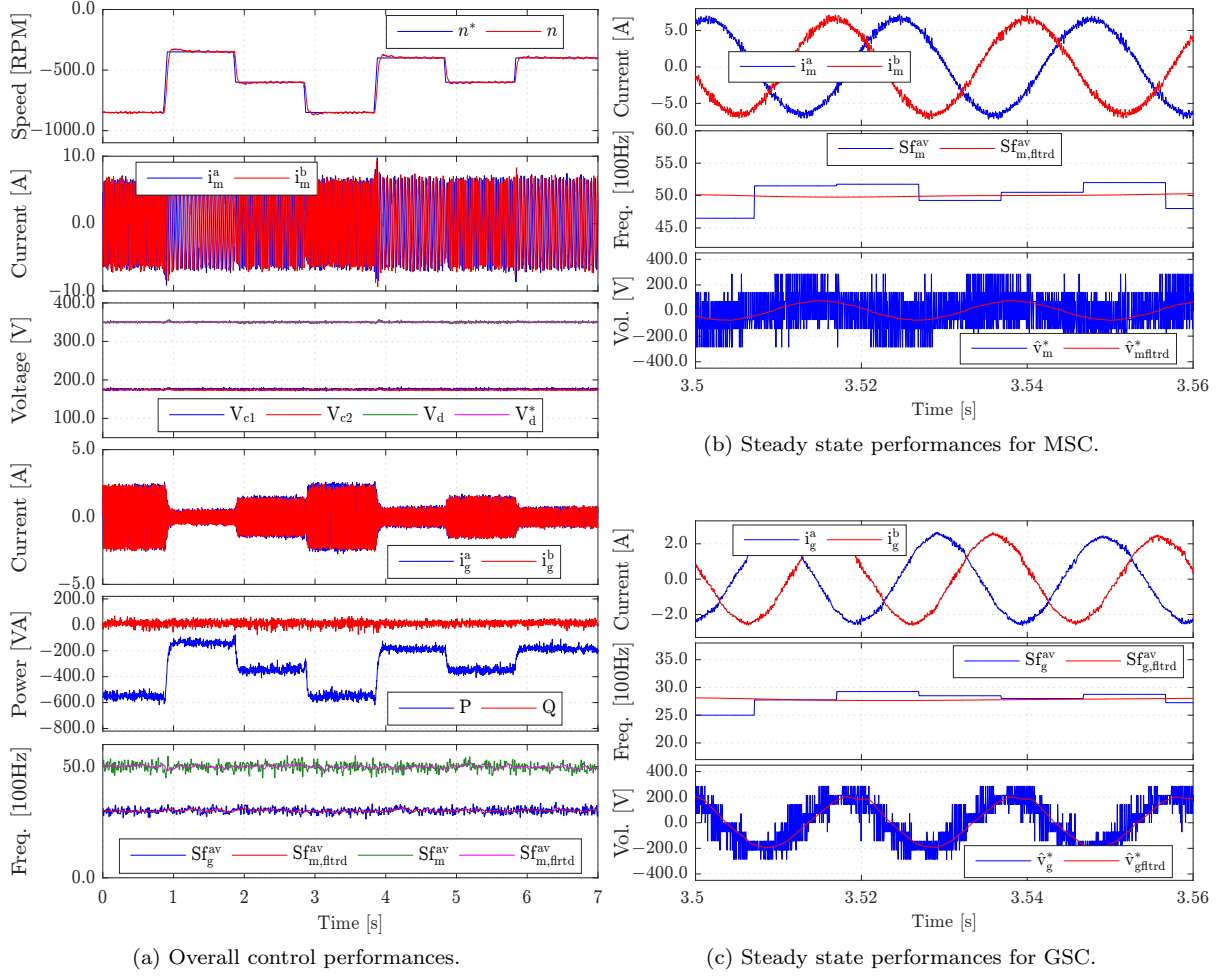 0.0
−500.0
−1000.0
Speed [RPM]
n* n
10.0
0.0
−10.0
Current [A]
i_m^a i_m^b
400.0
300.0
200.0
100.0
Voltage [V]
V_c1 V_c2 V_d V_d^*
5.0
0.0
−5.0
Current [A]
i_g^a i_g^b
200.0
0.0
−200.0
−400.0
−600.0
−800.0
Power [VA]
P Q
50.0
0.0
Freq. [100Hz]
Sf_g^av Sf_m,fltrd^av Sf_m^av Sf_m,flrtd^av
0 1 2 3 4 5 6 7
Time [s]
(a) Overall control performances.
5.0
0.0
−5.0
Current [A]
i_m^a i_m^b
60.0
55.0
50.0
45.0
Freq. [100Hz]
Sf_m^av Sf_m,fltrd^av
400.0
200.0
0.0
−200.0
−400.0
Vol. [V]
v̂_m^* v̂_mfltrd^*
3.5 3.52 3.54 3.56
Time [s]
(b) Steady state performances for MSC.
2.0
0.0
−2.0
Current [A]
i_g^a i_g^b
35.0
30.0
25.0
20.0
Freq. [100Hz]
Sf_g^av Sf_g,fltrd^av
400.0
200.0
0.0
−200.0
−400.0
Vol. [V]
v̂_g^* v̂_gfltrd^*
3.5 3.52 3.54 3.56
Time [s]
(c) Steady state performances for GSC.